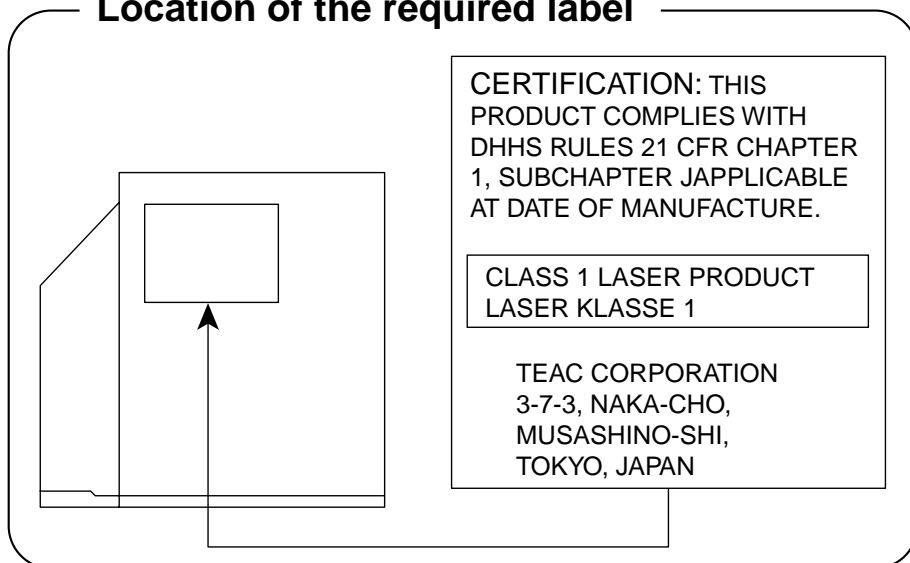 Location of the required label
CERTIFICATION: THIS
PRODUCT COMPLIES WITH
DHHS RULES 21 CFR CHAPTER
1, SUBCHAPTER JAPPLICABLE
AT DATE OF MANUFACTURE.
CLASS 1 LASER PRODUCT
LASER KLASSE 1
TEAC CORPORATION
3-7-3, NAKA-CHO,
MUSASHINO-SHI,
TOKYO, JAPAN